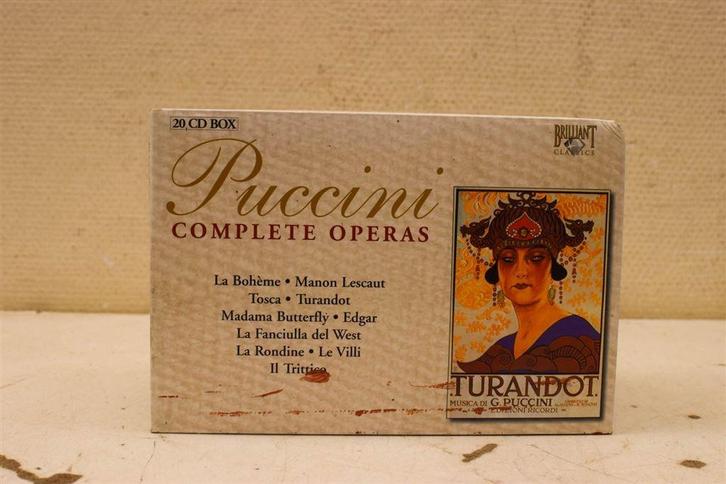 20 CD BOX
BRILLIANT
CLASSICS
Puccini
COMPLETE OPERAS
La Bohème • Manon Lescaut
Tosca • Turandot
Madama Butterfly • Edgar
La Fanciulla del West
La Rondine • Le Villi
Il Trittico
.TURANDOT.
MUSICA DI G. PUCCINI
EDIZIONI RICORDI